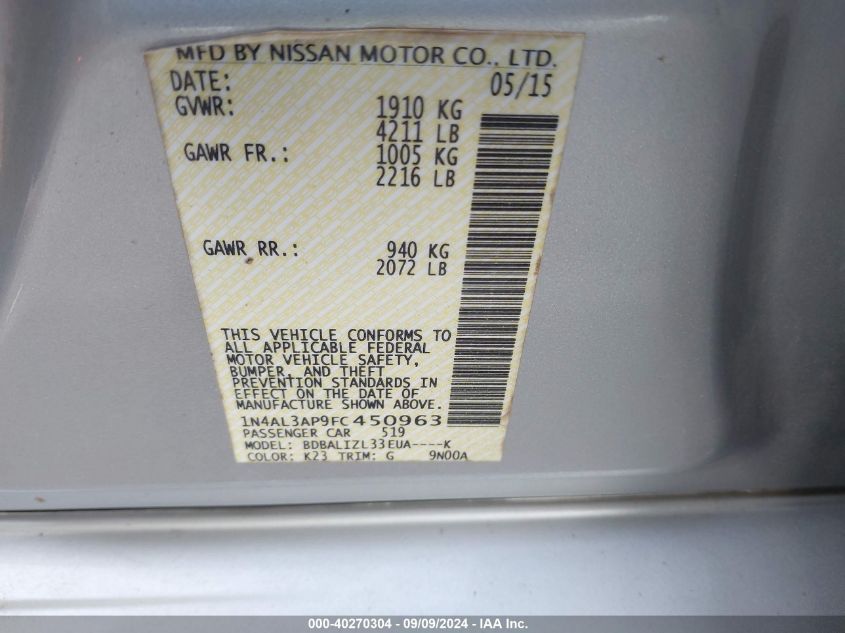 MFD BY NISSAN MOTOR CO., LTD.
DATE: 05/15
GVWR: 1910 KG
4211 LB
GAWR FR.: 1005 KG
2216 LB
GAWR RR.: 940 KG
2072 LB
THIS VEHICLE CONFORMS TO
ALL APPLICABLE FEDERAL
MOTOR VEHICLE SAFETY,
BUMPER, AND THEFT
PREVENTION STANDARDS IN
EFFECT ON THE DATE OF
MANUFACTURE SHOWN ABOVE.
1N4AL3AP9FC450963
PASSENGER CAR 519
MODEL: BDBALIZL33EUA----K
COLOR: K23 TRIM: G 9N00A
000-40270304 - 09/09/2024 - IAA Inc.